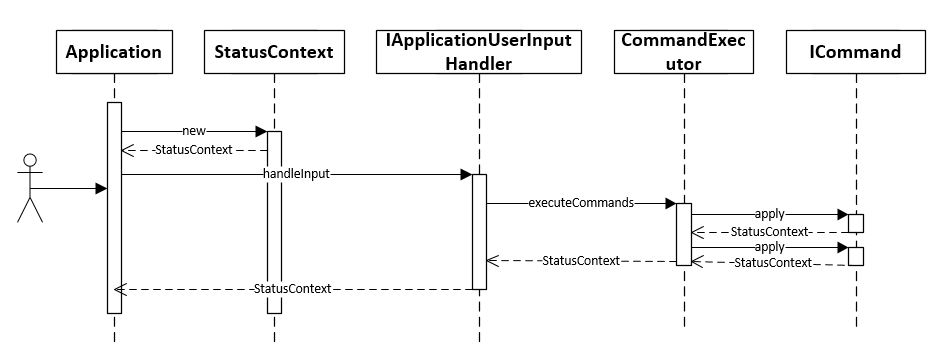 Application
StatusContext
IApplicationUserInput
Handler
CommandExec
utor
ICommand
new
StatusContext
handleInput
executeCommands
apply
StatusContext
apply
StatusContext
StatusContext
StatusContext